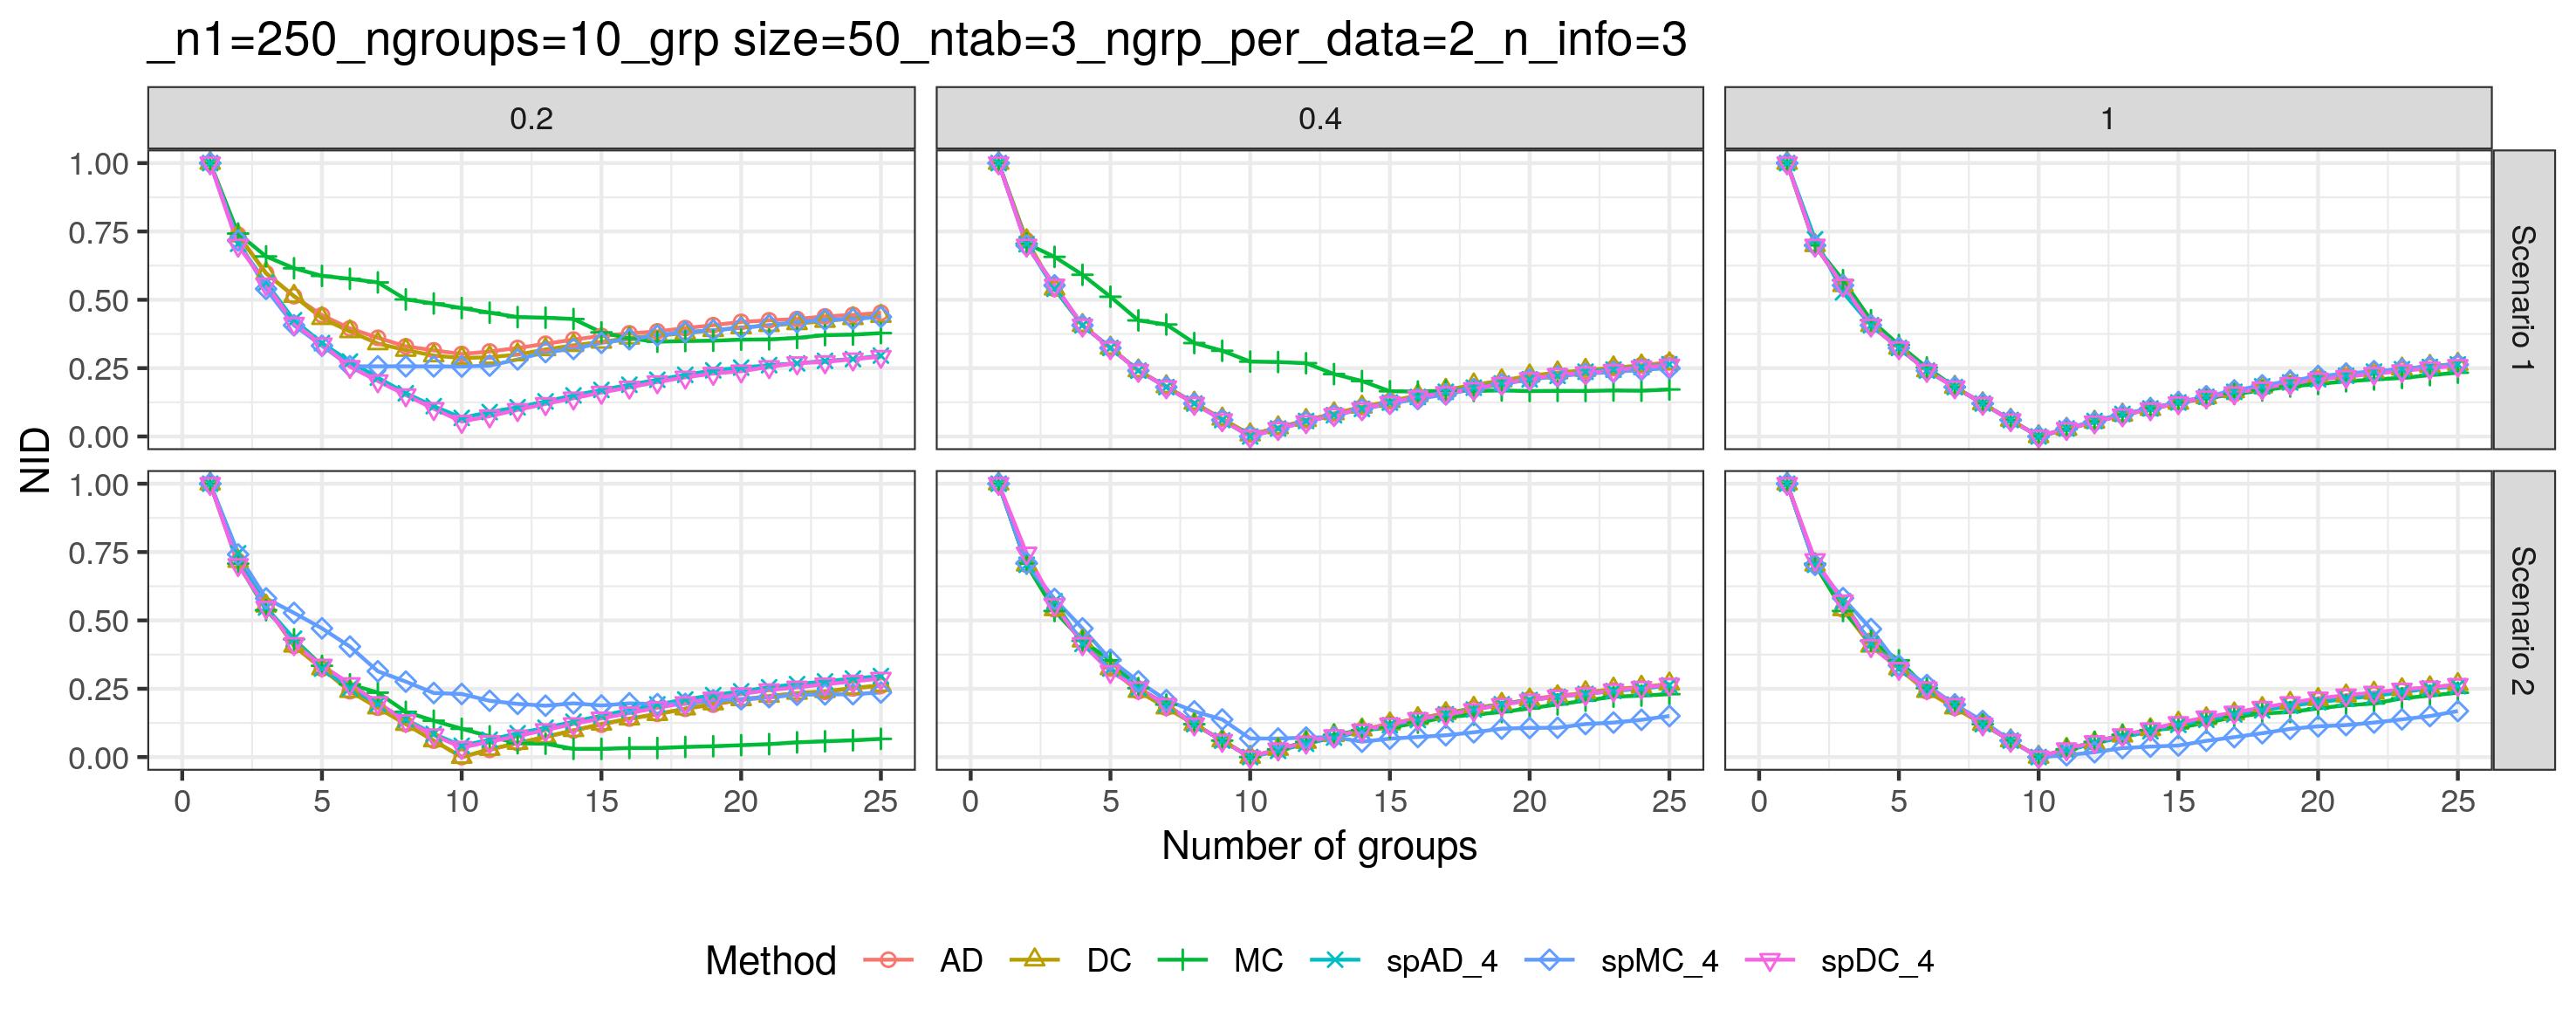 _n1=250_ngroups=10_grp size=50_ntab=3_ngrp_per_data=2_n_info=3
0.2 0.4 1
1.00
0.75
0.50
0.25
0.00
Scenario 1
NID
1.00
0.75
0.50
0.25
0.00
Scenario 2
0 5 10 15 20 25 0 5 10 15 20 25 0 5 10 15 20 25
Number of groups
Method AD DC MC spAD_4 spMC_4 spDC_4